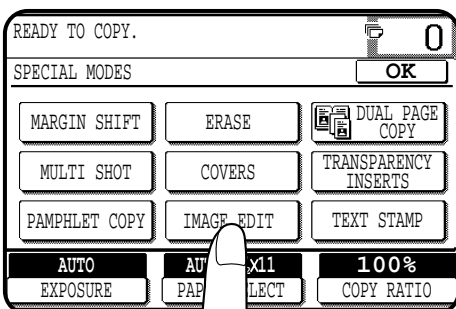 READY TO COPY.
0
SPECIAL MODES
OK
MARGIN SHIFT
ERASE
DUAL PAGE
COPY
MULTI SHOT
COVERS
TRANSPARENCY
INSERTS
PAMPHLET COPY
IMAGE EDIT
TEXT STAMP
AUTO
x11
100%
EXPOSURE
COPY RATIO